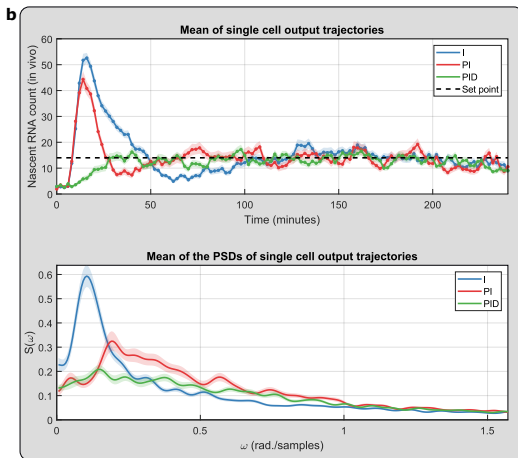 b
Mean of single cell output trajectories
Nascent RNA count (in vivo)
60
50
40
30
20
10
0
0 50 100 150 200
Time (minutes)
I
PI
PID
Set point
Mean of the PSDs of single cell output trajectories
S(ω)
0.6
0.5
0.4
0.3
0.2
0.1
0
0 0.5 1 1.5
ω (rad./samples)
I
PI
PID